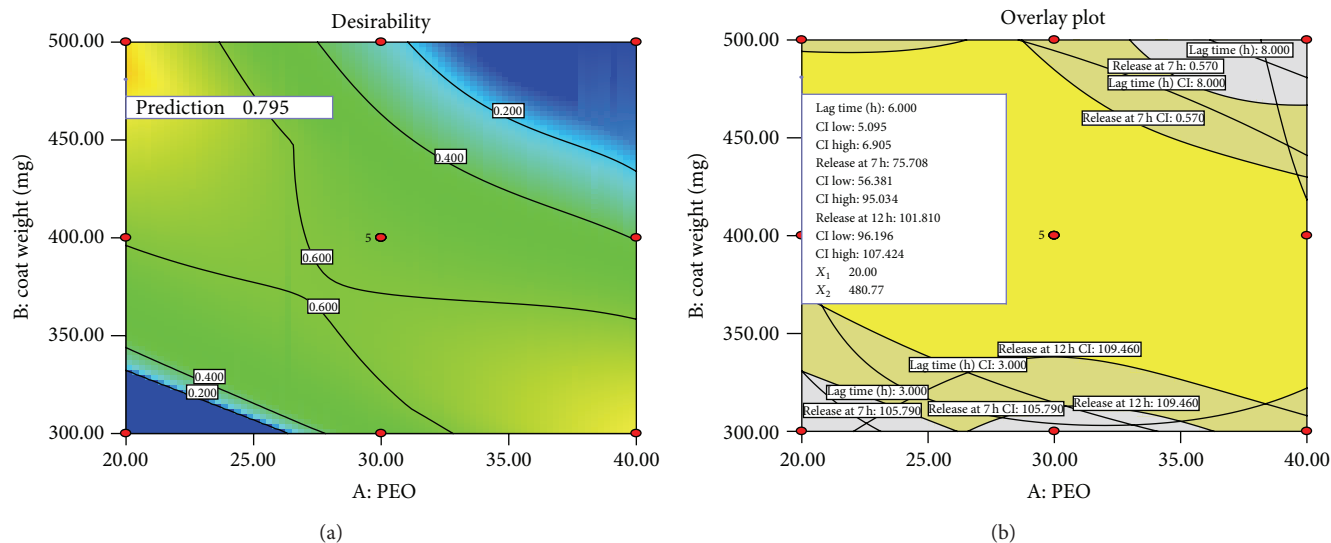 Desirability
500.00
450.00
400.00
350.00
300.00
B: coat weight (mg)
Prediction 0.795
0.200
0.400
5
0.600
0.600
0.400
0.200
20.00 25.00 30.00 35.00 40.00
A: PEO
(a)
Overlay plot
500.00
450.00
400.00
350.00
300.00
B: coat weight (mg)
Lag time (h): 8.000
Release at 7 h: 0.570
Lag time (h) CI: 8.000
Release at 7 h CI: 0.570
Lag time (h): 6.000
CI low: 5.095
CI high: 6.905
Release at 7 h: 75.708
CI low: 56.381
CI high: 95.034
Release at 12 h: 101.810
CI low: 96.196
CI high: 107.424
X₁ 20.00
X₂ 480.77
5
Release at 12 h CI: 109.460
Lag time (h) CI: 3.000
Lag time (h): 3.000
Release at 12 h: 109.460
Release at 7 h: 105.790
Release at 7 h CI: 105.790
20.00 25.00 30.00 35.00 40.00
A: PEO
(b)